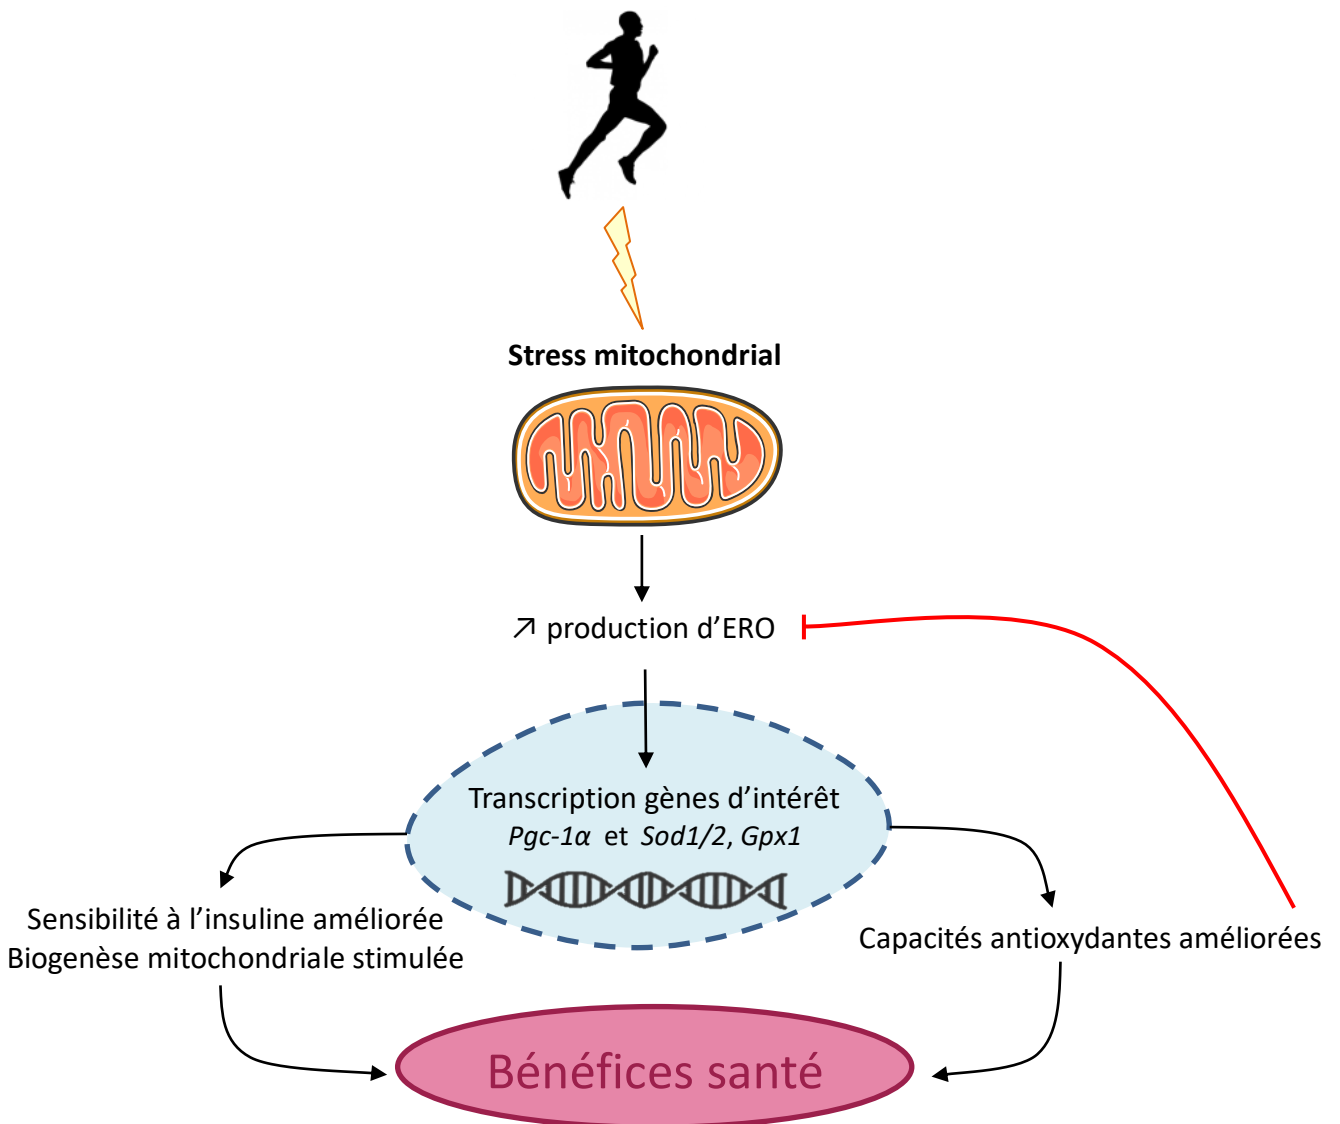 Stress mitochondrial
↗ production d’ERO
Transcription gènes d’intérêt
Pgc-1α et Sod1/2, Gpx1
Sensibilité à l’insuline améliorée
Biogenèse mitochondriale stimulée
Capacités antioxydantes améliorées
Bénéfices santé